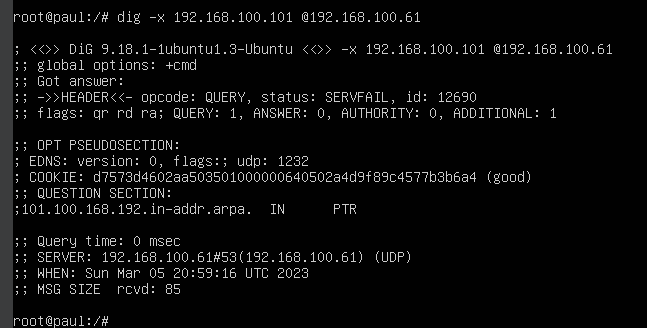 root@paul:/# dig -x 192.168.100.101 @192.168.100.61
; <<>> DiG 9.18.1-1ubuntu1.3-Ubuntu <<>> -x 192.168.100.101 @192.168.100.61
;; global options: +cmd
;; Got answer:
;; ->>HEADER<<- opcode: QUERY, status: SERVFAIL, id: 12690
;; flags: qr rd ra; QUERY: 1, ANSWER: 0, AUTHORITY: 0, ADDITIONAL: 1
;; OPT PSEUDOSECTION:
; EDNS: version: 0, flags:; udp: 1232
; COOKIE: d7573d4602aa503501000000640502a4d9f89c4577b3b6a4 (good)
;; QUESTION SECTION:
;101.100.168.192.in-addr.arpa. IN PTR
;; Query time: 0 msec
;; SERVER: 192.168.100.61#53(192.168.100.61) (UDP)
;; WHEN: Sun Mar 05 20:59:16 UTC 2023
;; MSG SIZE rcvd: 85
root@paul:/#